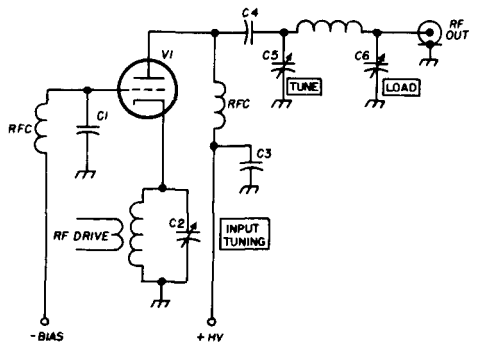 C4
RF
OUT
V1
C5
TUNE
C6
LOAD
RFC
C1
RFC
C3
RF DRIVE
C2
INPUT
TUNING
-BIAS
+HV